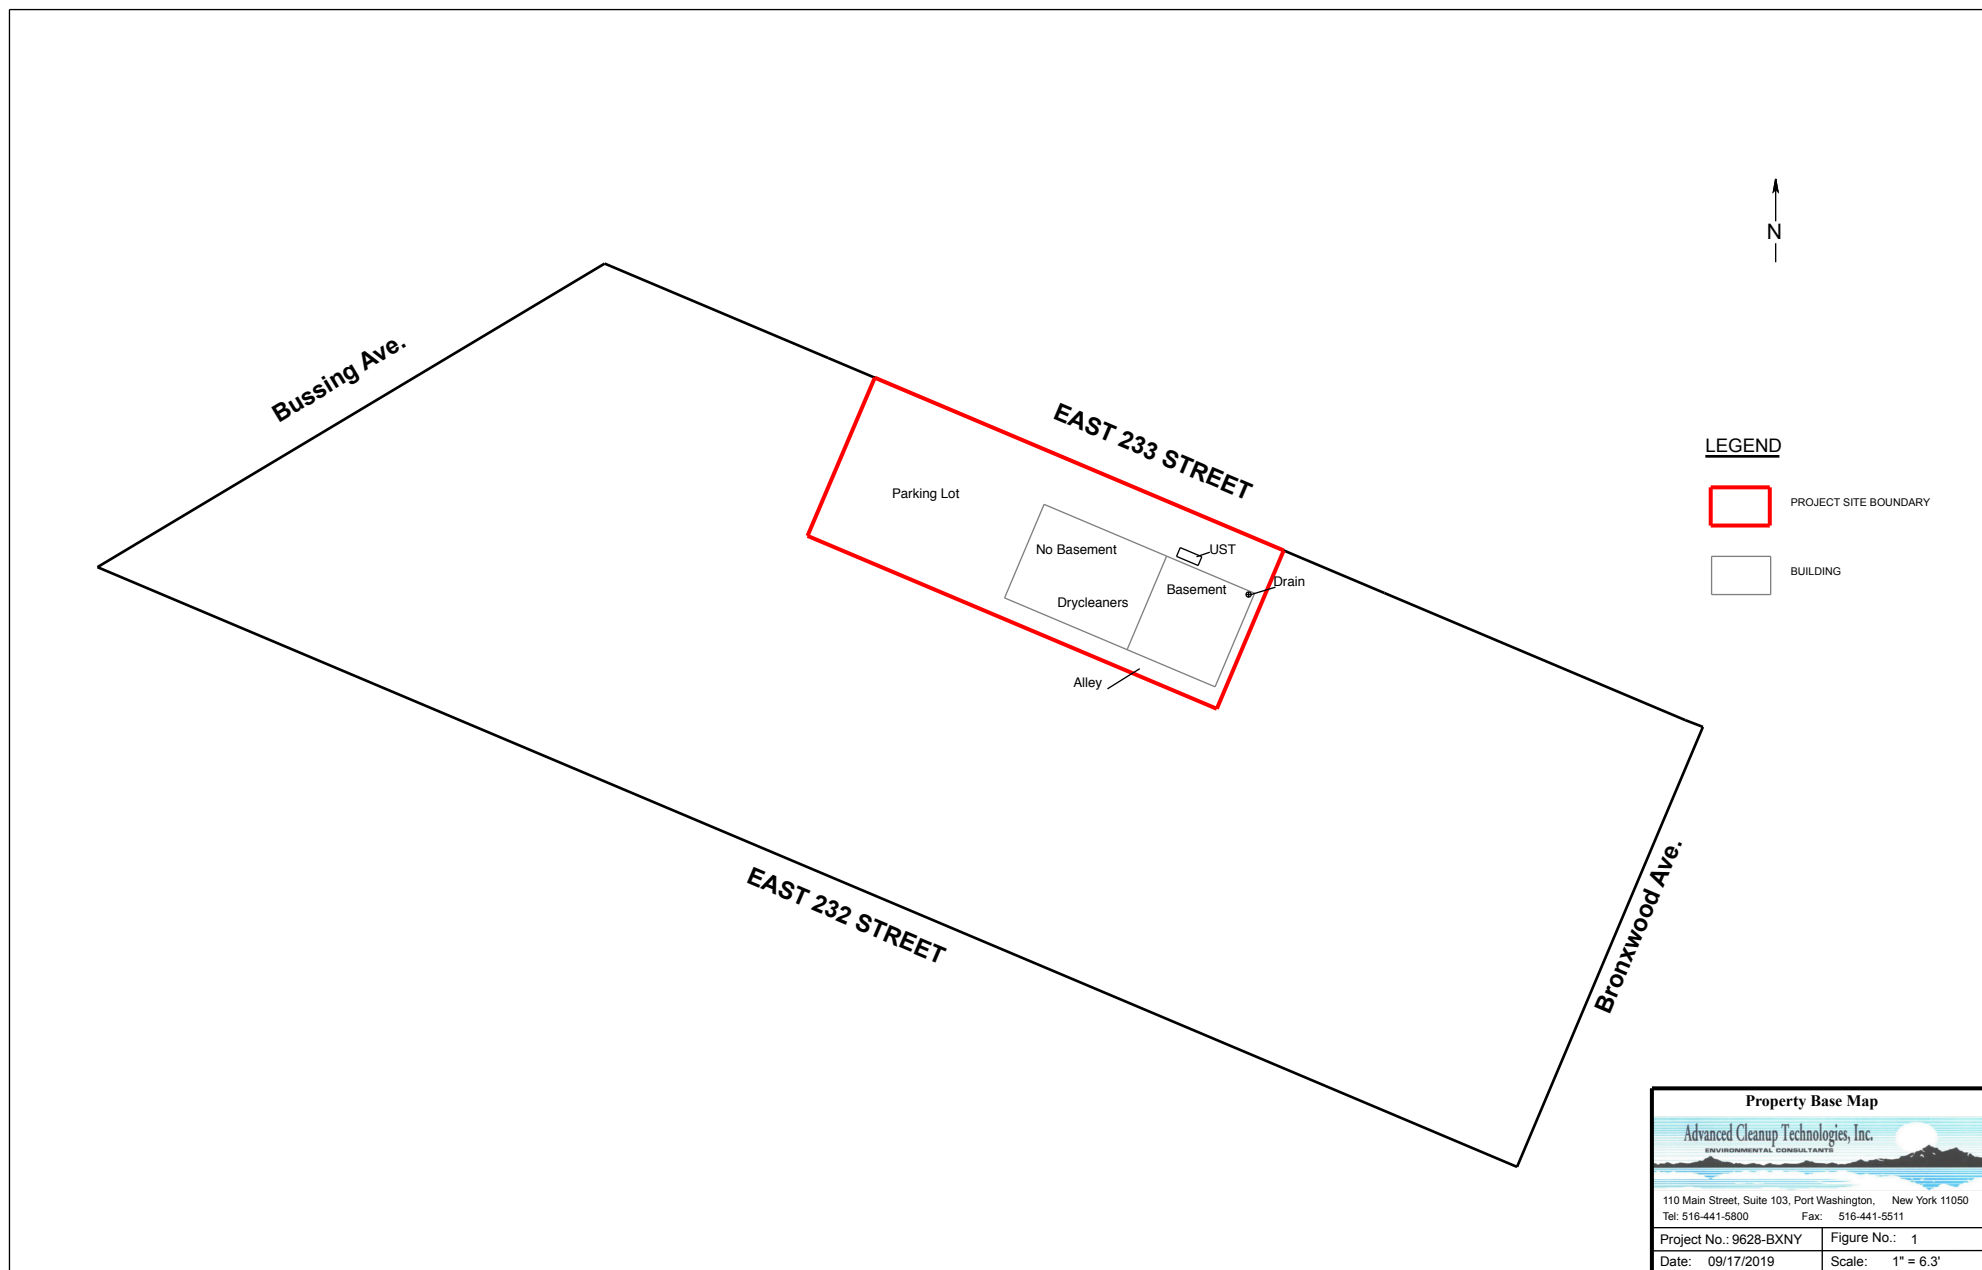 N
Bussing Ave.
EAST 233 STREET
LEGEND
PROJECT SITE BOUNDARY
BUILDING
Parking Lot
No Basement
UST
Drain
Basement
Drycleaners
Alley
EAST 232 STREET
Bronxwood Ave.
Property Base Map
Advanced Cleanup Technologies, Inc.
ENVIRONMENTAL CONSULTANTS
110 Main Street, Suite 103, Port Washington, New York 11050
Tel: 516-441-5800 Fax: 516-441-5511
Project No.: 9628-BXNY Figure No.: 1
Date: 09/17/2019 Scale: 1" = 6.3'